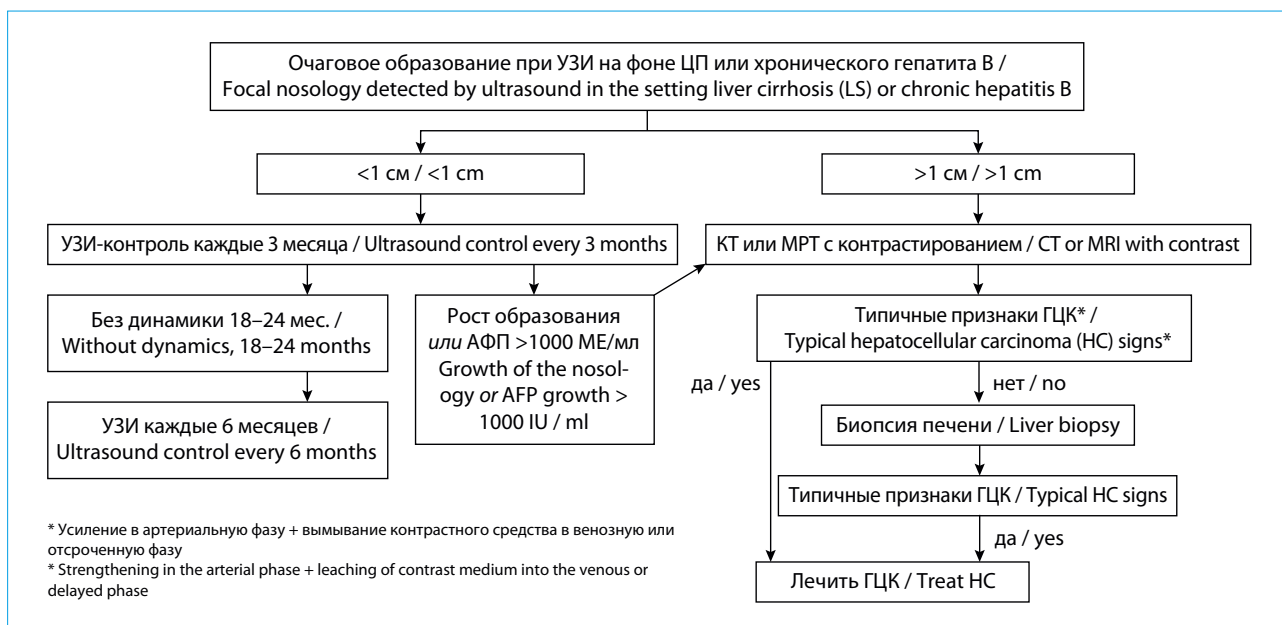 Очаговое образование при УЗИ на фоне ЦП или хронического гепатита В /
Focal nosology detected by ultrasound in the setting liver cirrhosis (LS) or chronic hepatitis B
<1 см / <1 cm
>1 см / >1 cm
УЗИ-контроль каждые 3 месяца / Ultrasound control every 3 months
КТ или МРТ с контрастированием / CT or MRI with contrast
Без динамики 18–24 мес. /
Without dynamics, 18–24 months
Рост образования
или АФП >1000 МЕ/мл
Growth of the nosol-
ogy or AFP growth >
1000 IU / ml
Типичные признаки ГЦК* /
Typical hepatocellular carcinoma (HC) signs*
да / yes
нет / no
УЗИ каждые 6 месяцев /
Ultrasound control every 6 months
Биопсия печени / Liver biopsy
Типичные признаки ГЦК / Typical HC signs
да / yes
Лечить ГЦК / Treat HC
* Усиление в артериальную фазу + вымывание контрастного средства в венозную или
отсроченную фазу
* Strengthening in the arterial phase + leaching of contrast medium into the venous or
delayed phase